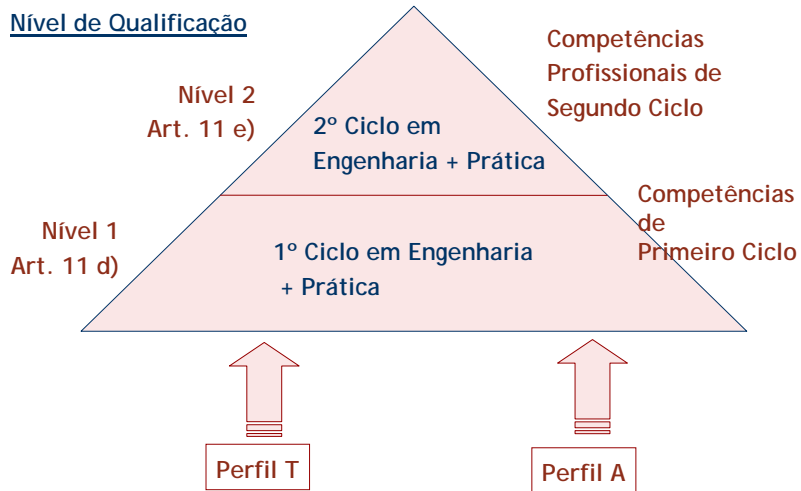 Nível de Qualificação
Competências
Profissionais de
Segundo Ciclo
Nível 2
Art. 11 e)
2º Ciclo em
Engenharia + Prática
Competências
de
Primeiro Ciclo
Nível 1
Art. 11 d)
1º Ciclo em Engenharia
+ Prática
Perfil T
Perfil A